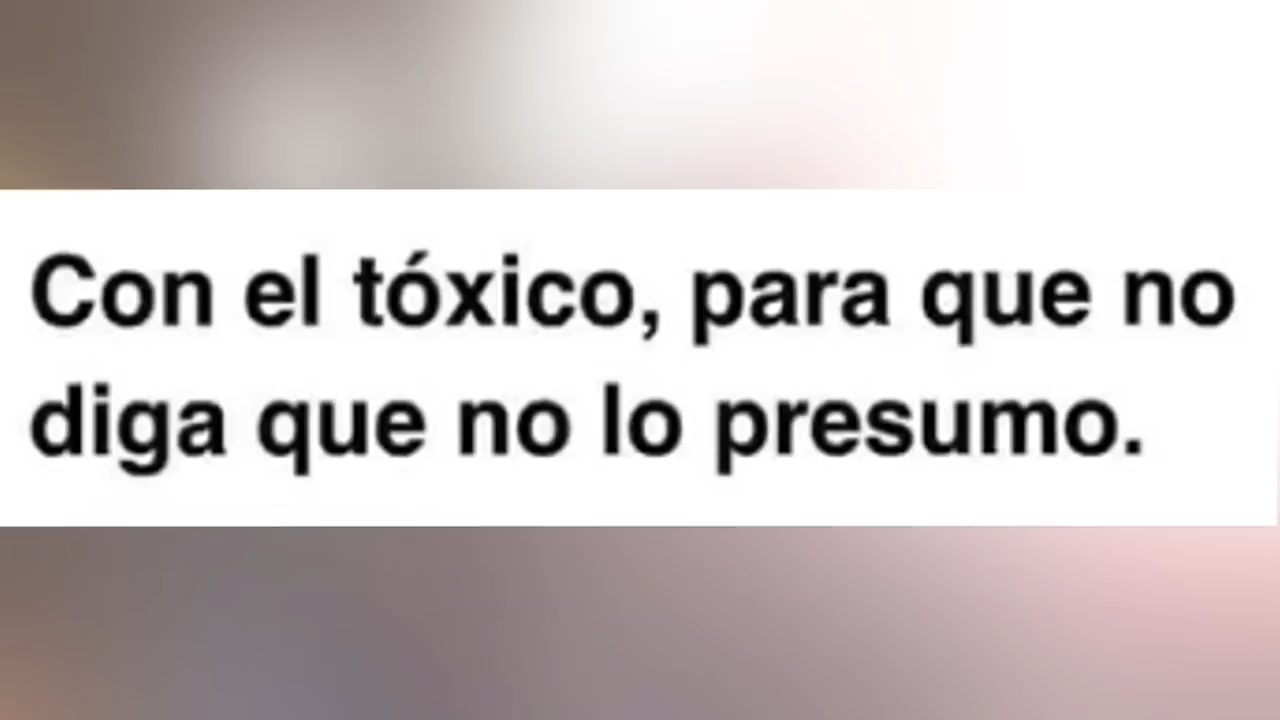 Con el tóxico, para que no
diga que no lo presumo.